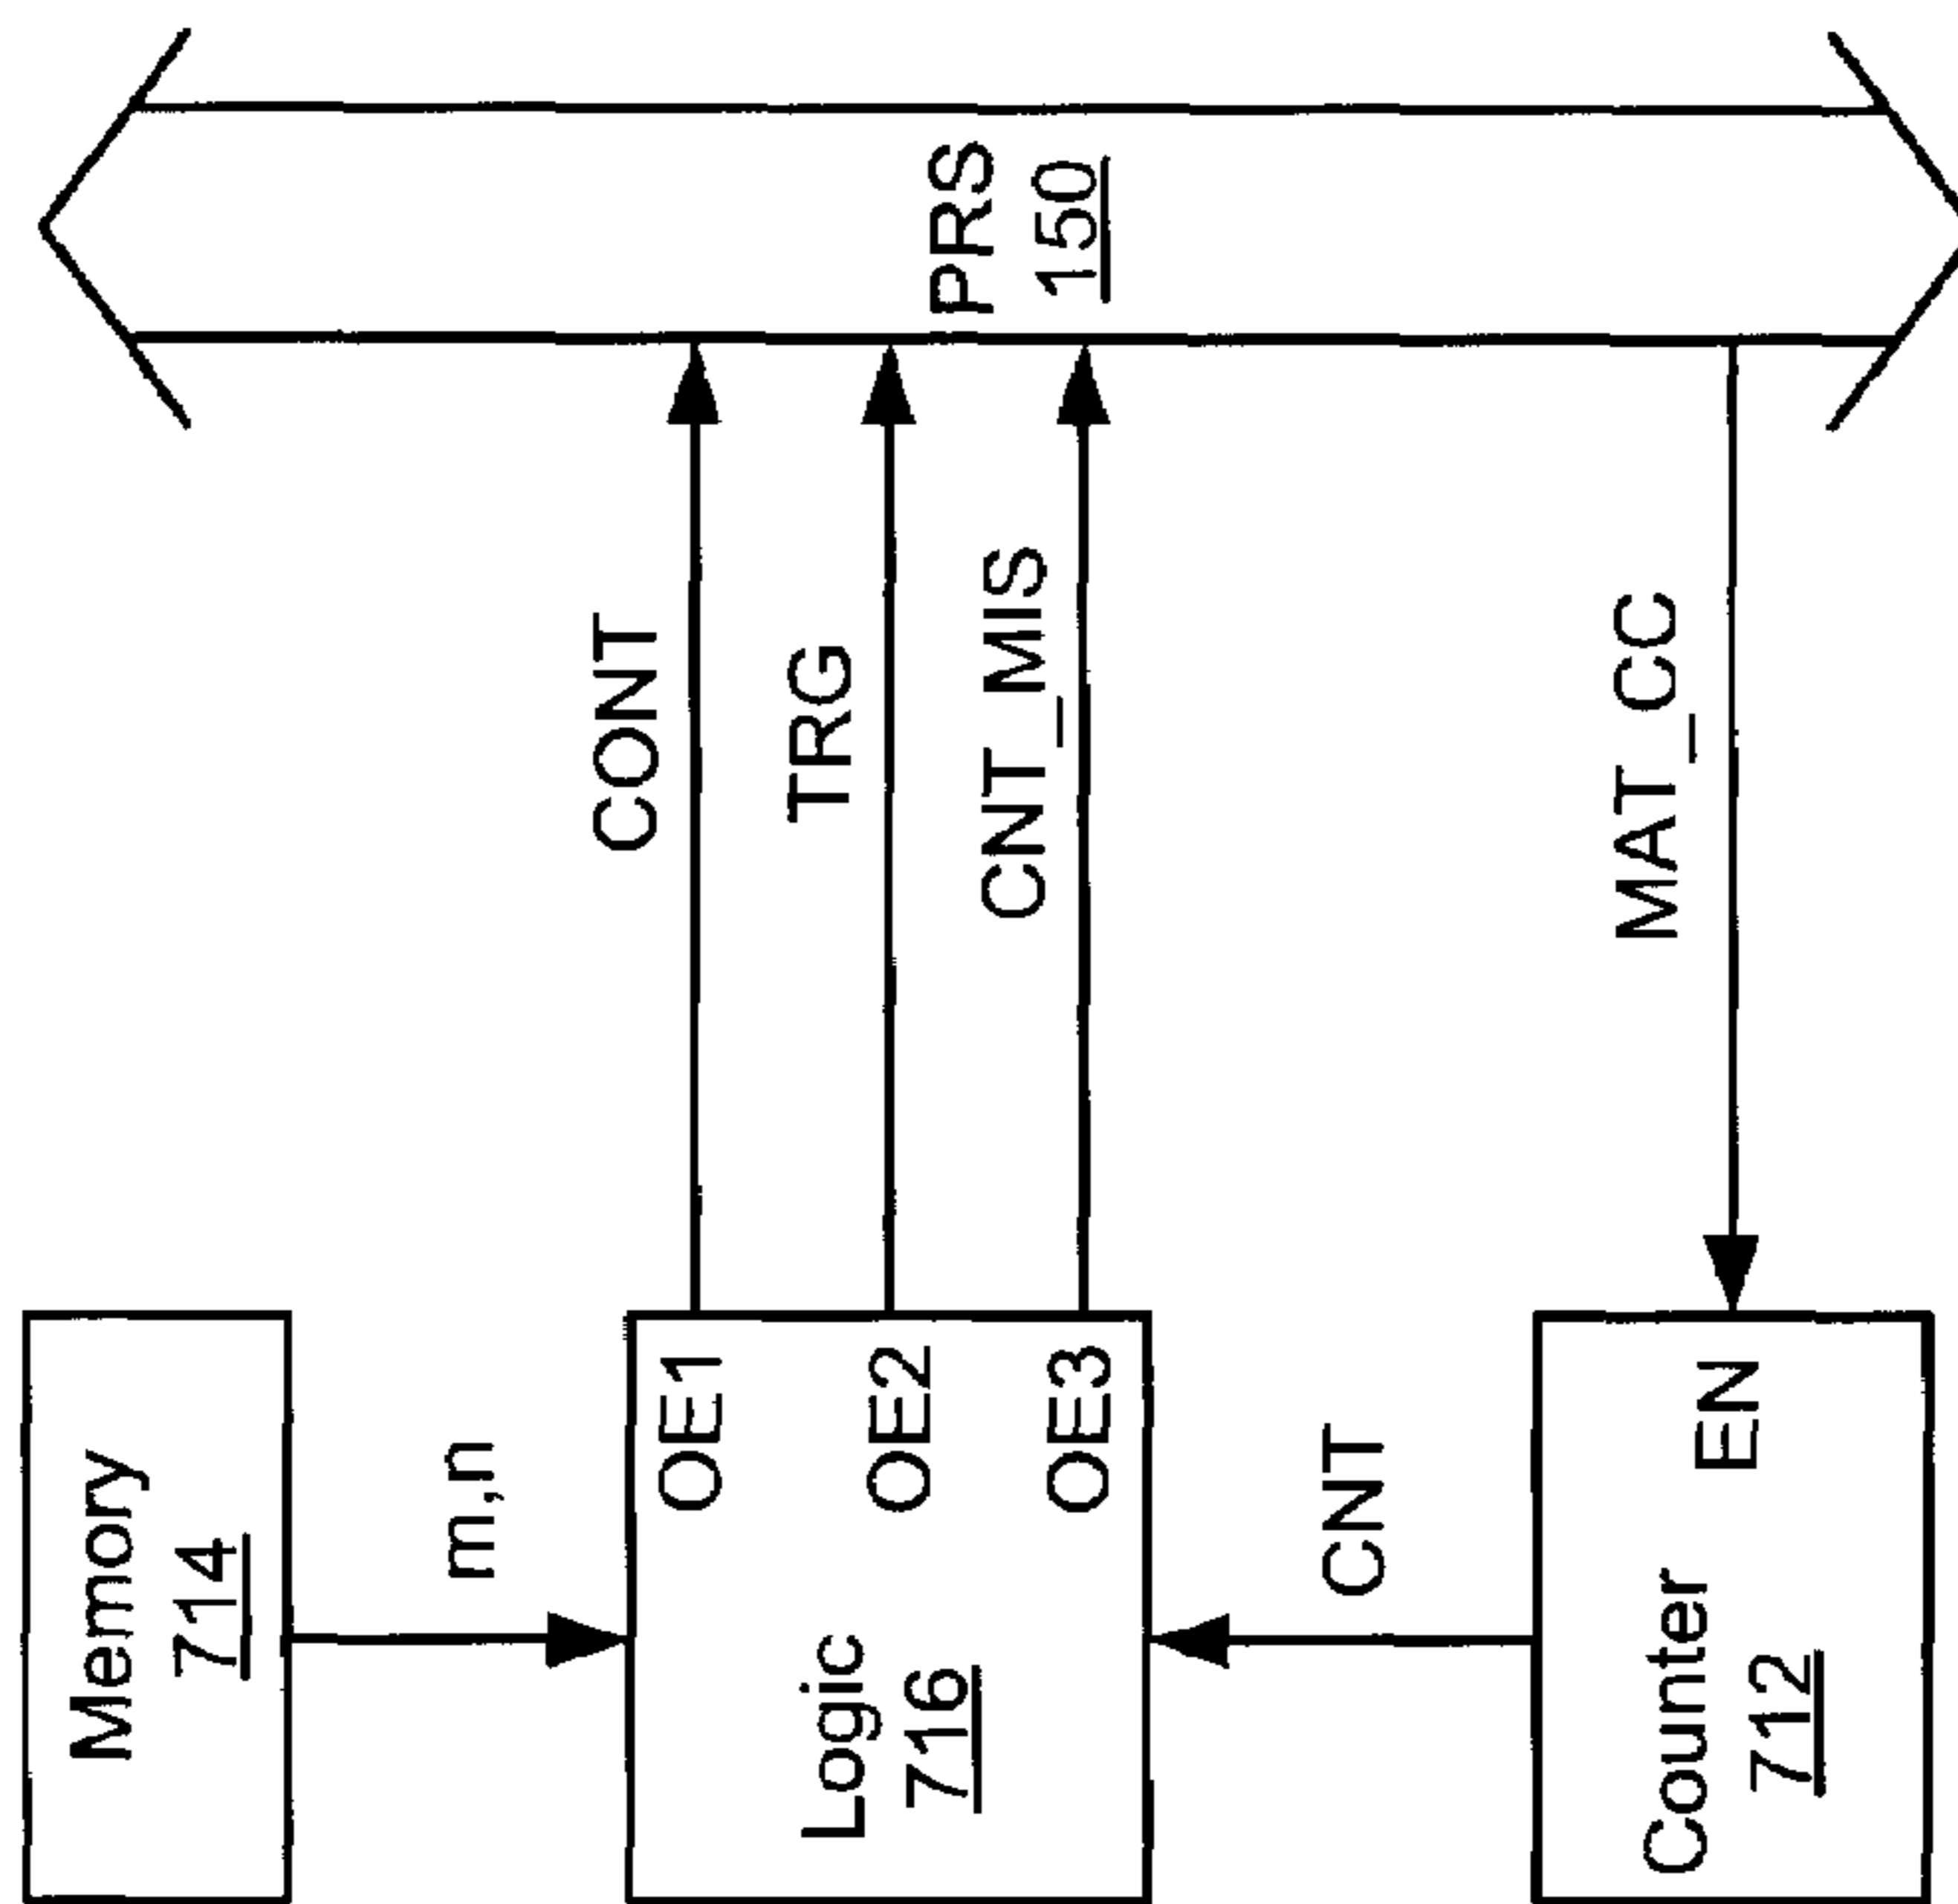 Memory
714
m,n
Logic
716
OE1
OE2
OE3
CNT
Counter
712
EN
CONT
TRG
CNT_MIS
MAT_CC
PRS
150